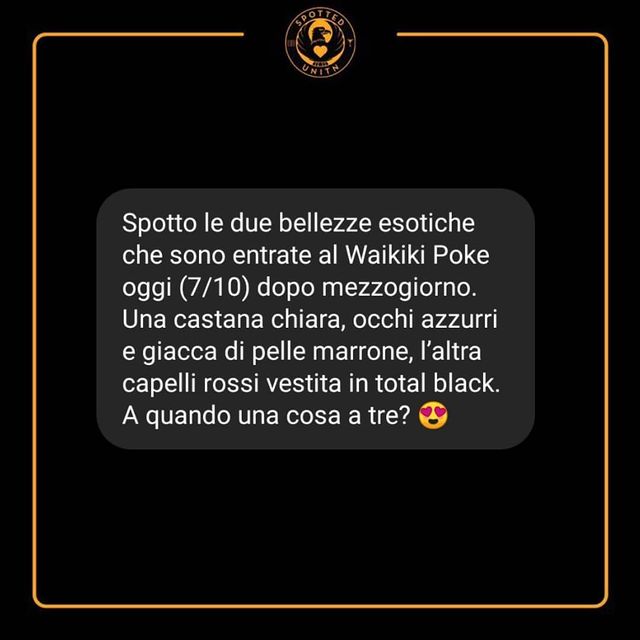 SPOTTED
UNITN
Spotto le due bellezze esotiche
che sono entrate al Waikiki Poke
oggi (7/10) dopo mezzogiorno.
Una castana chiara, occhi azzurri
e giacca di pelle marrone, l’altra
capelli rossi vestita in total black.
A quando una cosa a tre? 😍